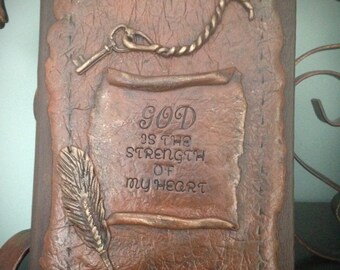 GOD
IS THE
STRENGTH
OF
MY HEART